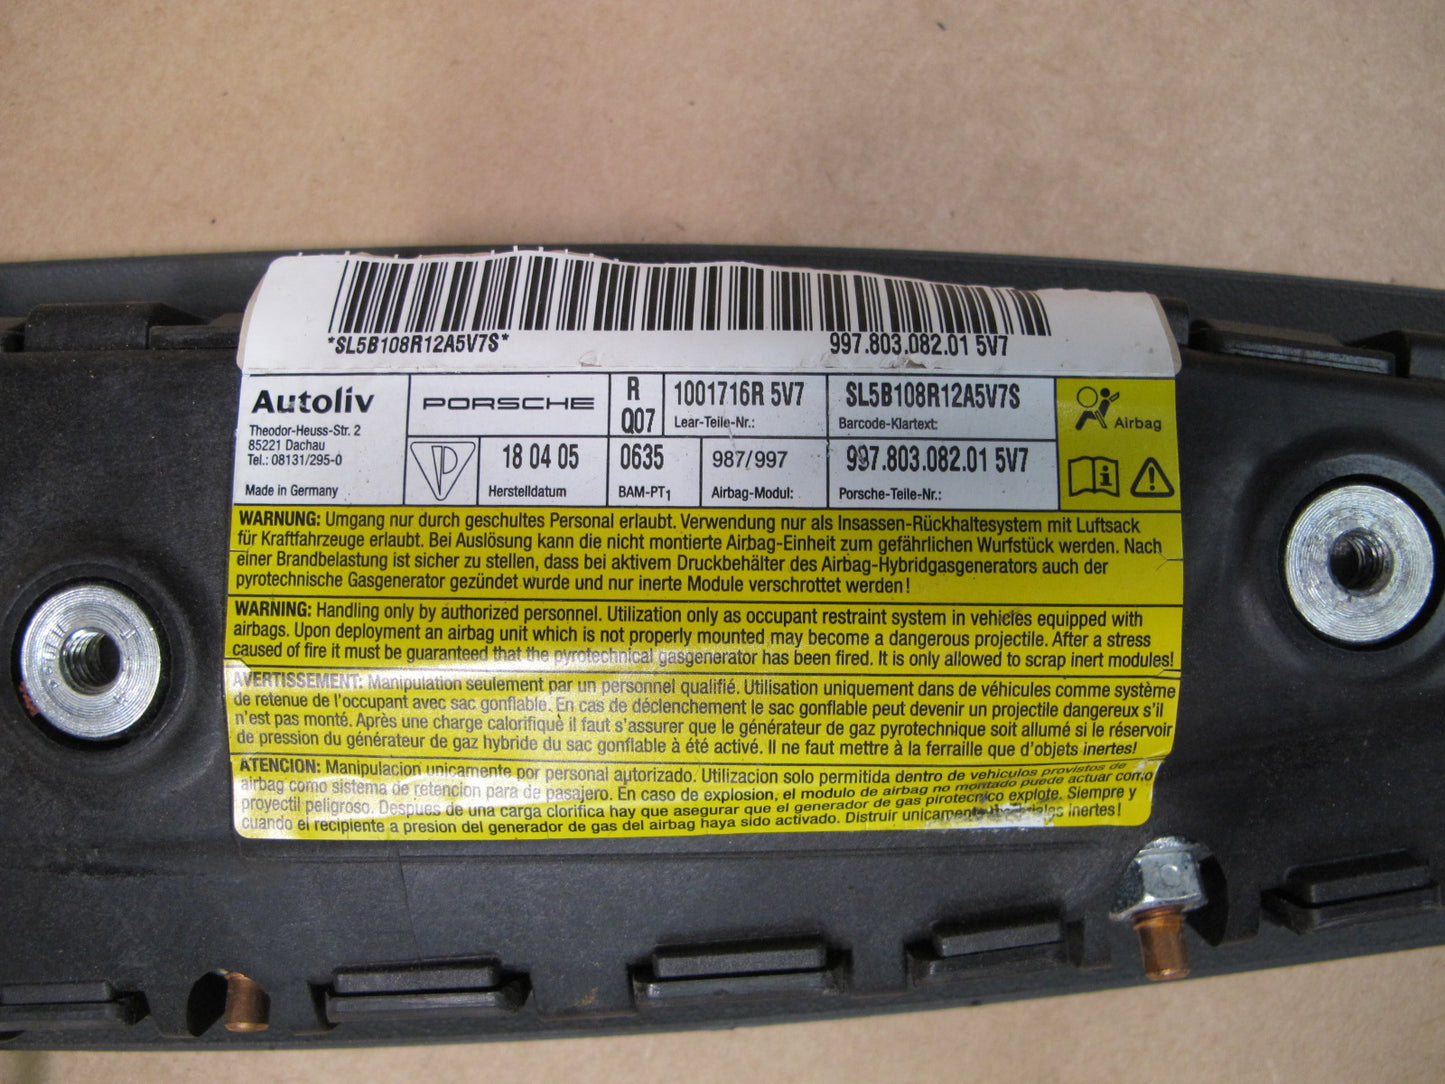 *SL5B108R12A5V7S* 997.803.082.01 5V7
Autoliv
Theodor-Heuss-Str. 2
85221 Dachau
Tel.: 08131/295-0
Made in Germany
PORSCHE
R
Q07
1001716R 5V7
Lear-Teile-Nr.:
SL5B108R12A5V7S
Barcode-Klartext:
Airbag
18 04 05
Herstelldatum
0635
BAM-PT1
987/997
Airbag-Modul:
997.803.082.01 5V7
Porsche-Teile-Nr.:
WARNUNG: Umgang nur durch geschultes Personal erlaubt. Verwendung nur als Insassen-Rückhaltesystem mit Luftsack
für Kraftfahrzeuge erlaubt. Bei Auslösung kann die nicht montierte Airbag-Einheit zum gefährlichen Wurfstück werden. Nach
einer Brandbelastung ist sicher zu stellen, dass bei aktivem Druckbehälter des Airbag-Hybridgasgenerators auch der
pyrotechnische Gasgenerator gezündet wurde und nur inerte Module verschrottet werden!
WARNING: Handling only by authorized personnel. Utilization only as occupant restraint system in vehicles equipped with
airbags. Upon deployment an airbag unit which is not properly mounted may become a dangerous projectile. After a stress
caused of fire it must be guaranteed that the pyrotechnical gasgenerator has been fired. It is only allowed to scrap inert modules!
AVERTISSEMENT: Manipulation seulement par un personnel qualifié. Utilisation uniquement dans de véhicules comme système
de retenue de l'occupant avec sac gonflable. En cas de déclenchement le sac gonflable peut devenir un projectile dangereux s'il
n'est pas monté. Après une charge calorifique il faut s'assurer que le générateur de gaz pyrotechnique soit allumé si le réservoir
de pression du générateur de gaz hybride du sac gonflable à été activé. Il ne faut mettre à la ferraille que d'objets inertes!
ATENCION: Manipulacion unicamente por personal autorizado. Utilizacion solo permitida dentro de vehiculos provistos de
airbag como sistema de retencion para de pasajero. En caso de explosion, el modulo de airbag no montado puede actuar como
proyectil peligroso. Despues de una carga clorifica hay que asegurar que el generador de gas pirotecnico explote. Siempre y
cuando el recipiente a presion del generador de gas del airbag haya sido activado. Distruir unicamente inertes!